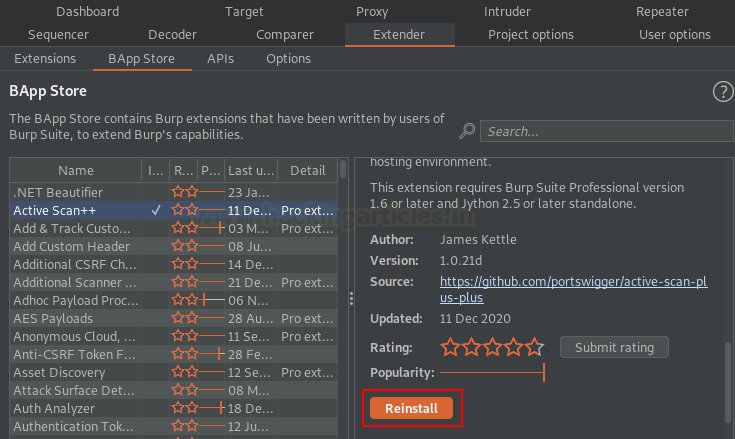 Dashboard Target Proxy Intruder Repeater
Sequencer Decoder Comparer Extender Project options User options
Extensions BApp Store APIs Options
BApp Store
?
The BApp Store contains Burp extensions that have been written by users of
Burp Suite, to extend Burp's capabilities.
Search...
Name I... R... P... Last u... Detail
.NET Beautifier 23 Ja...
Active Scan++ ✓ 11 De... Pro ext...
Add & Track Custo... 03 M... Pro ext...
Add Custom Header 08 Ju...
Additional CSRF Ch... 14 De...
Additional Scanner ... 21 De... Pro ext...
Adhoc Payload Proc... 06 N...
AES Payloads 28 Au... Pro ext...
Anonymous Cloud, ... 11 Se... Pro ext...
Anti-CSRF Token F... 28 Fe...
Asset Discovery 12 Se... Pro ext...
Attack Surface Det... 08 M...
Auth Analyzer 18 De...
Authentication Tok... 12 Ju...
hosting environment.
This extension requires Burp Suite Professional version
1.6 or later and Jython 2.5 or later standalone.
Author: James Kettle
Version: 1.0.21d
Source: https://github.com/portswigger/active-scan-pl
us-plus
Updated: 11 Dec 2020
Rating: Submit rating
Popularity:
Reinstall